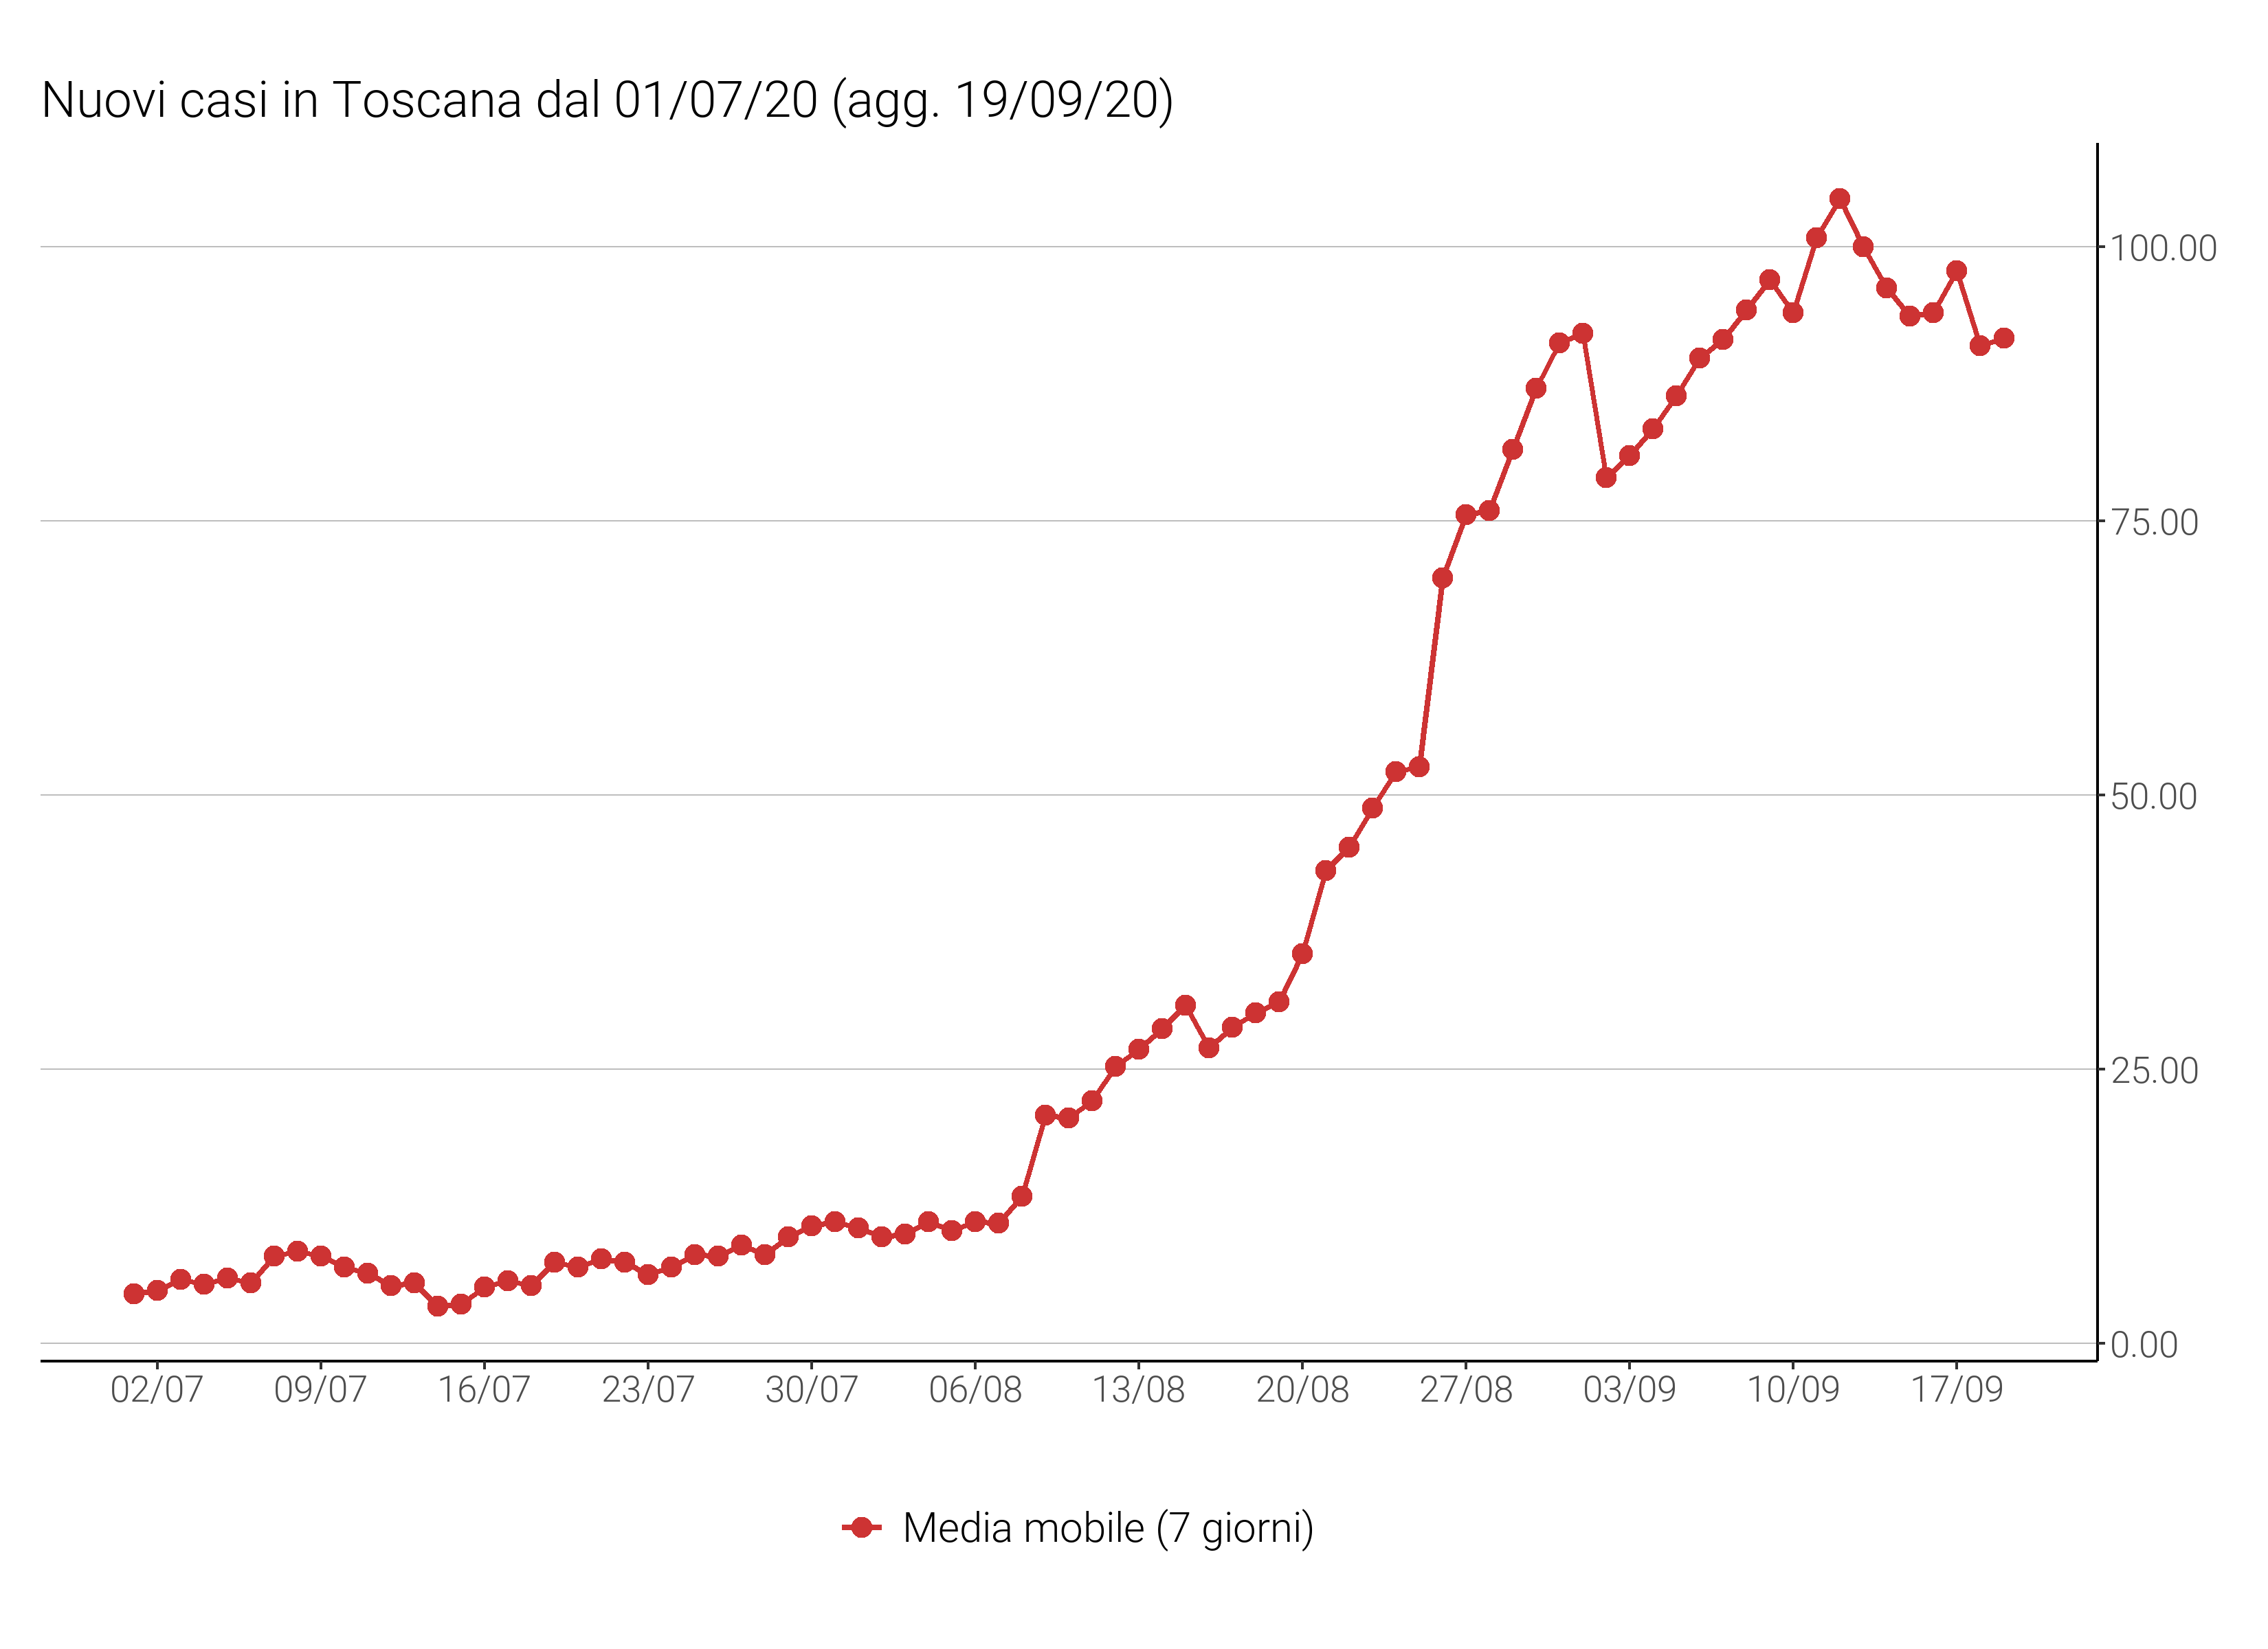 Nuovi casi in Toscana dal 01/07/20 (agg. 19/09/20)
100.00
75.00
50.00
25.00
0.00
02/07 09/07 16/07 23/07 30/07 06/08 13/08 20/08 27/08 03/09 10/09 17/09
Media mobile (7 giorni)